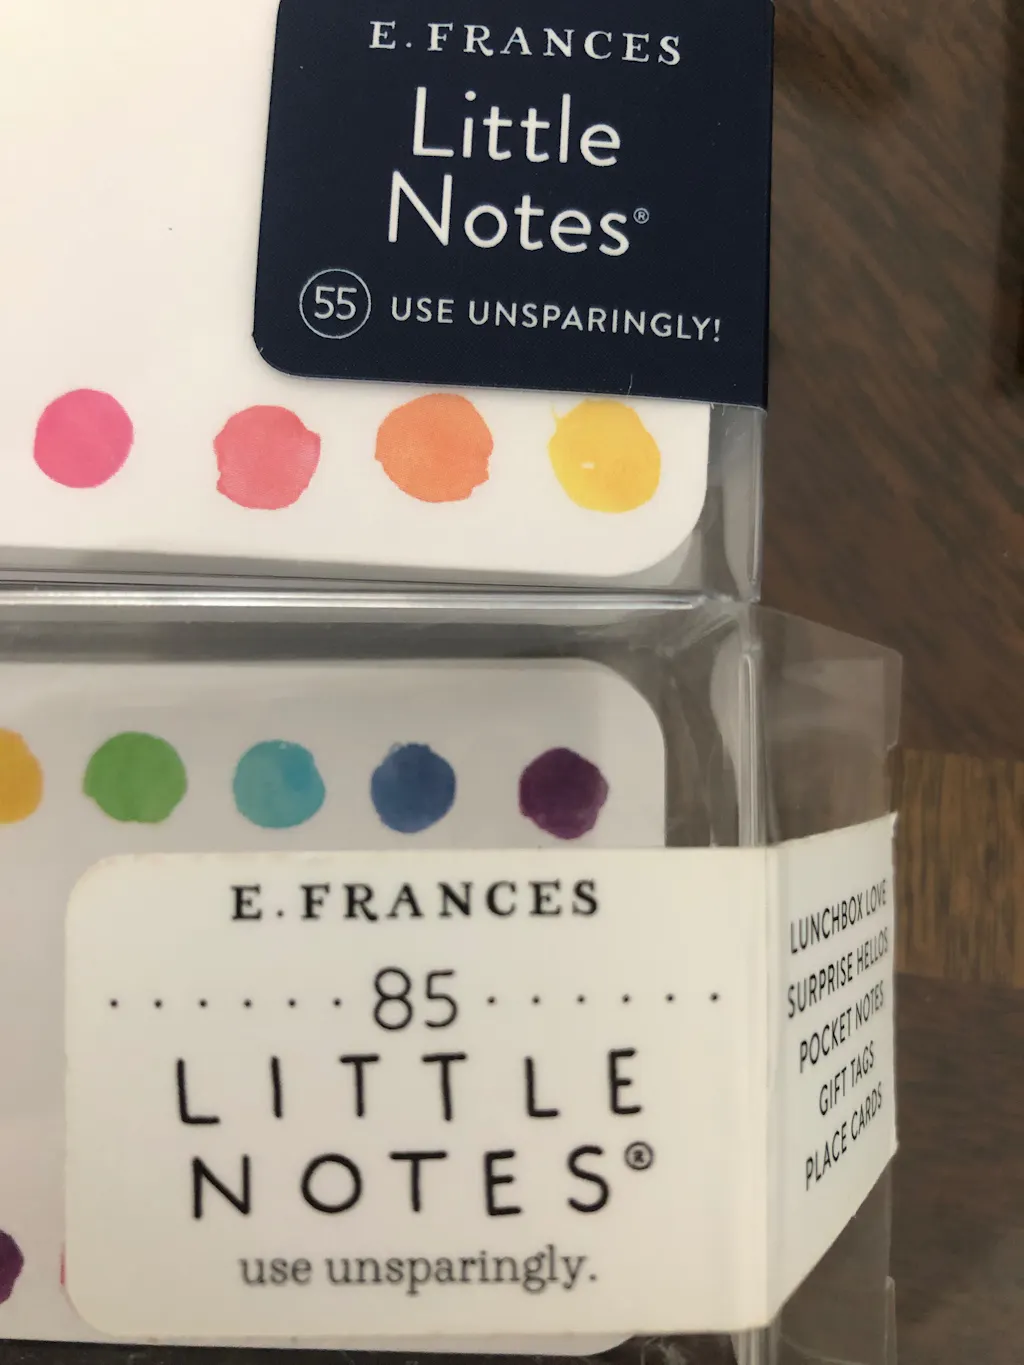 E. FRANCES
Little
Notes®
55 USE UNSPARINGLY!
E. FRANCES
85
LITTLE
NOTES®
use unsparingly.
LUNCHBOX LOVE
SURPRISE HELLOS
POCKET NOTES
GIFT TAGS
PLACE CARDS